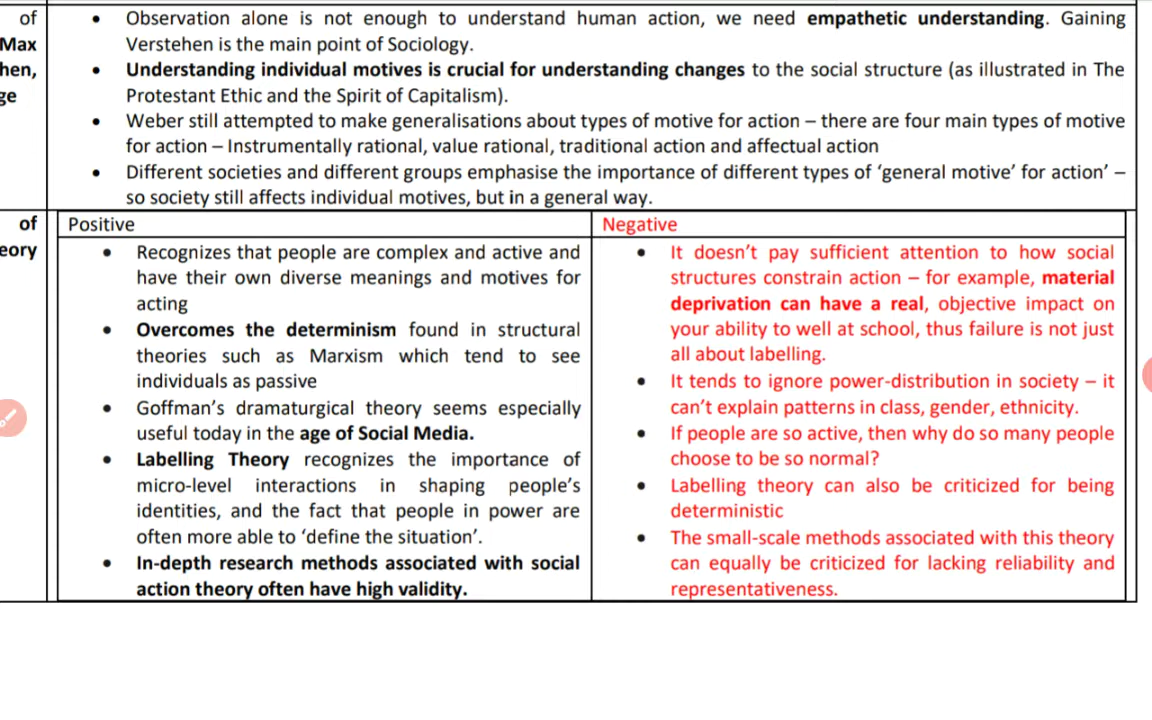 of
Max
hen,
ge
• Observation alone is not enough to understand human action, we need empathetic understanding. Gaining
Verstehen is the main point of Sociology.
• Understanding individual motives is crucial for understanding changes to the social structure (as illustrated in The
Protestant Ethic and the Spirit of Capitalism).
• Weber still attempted to make generalisations about types of motive for action – there are four main types of motive
for action – Instrumentally rational, value rational, traditional action and affectual action
• Different societies and different groups emphasise the importance of different types of ‘general motive’ for action’ –
so society still affects individual motives, but in a general way.
of
eory
Positive
• Recognizes that people are complex and active and
have their own diverse meanings and motives for
acting
• Overcomes the determinism found in structural
theories such as Marxism which tend to see
individuals as passive
• Goffman’s dramaturgical theory seems especially
useful today in the age of Social Media.
• Labelling Theory recognizes the importance of
micro-level interactions in shaping people’s
identities, and the fact that people in power are
often more able to ‘define the situation’.
• In-depth research methods associated with social
action theory often have high validity.
Negative
• It doesn’t pay sufficient attention to how social
structures constrain action – for example, material
deprivation can have a real, objective impact on
your ability to well at school, thus failure is not just
all about labelling.
• It tends to ignore power-distribution in society – it
can’t explain patterns in class, gender, ethnicity.
• If people are so active, then why do so many people
choose to be so normal?
• Labelling theory can also be criticized for being
deterministic
• The small-scale methods associated with this theory
can equally be criticized for lacking reliability and
representativeness.